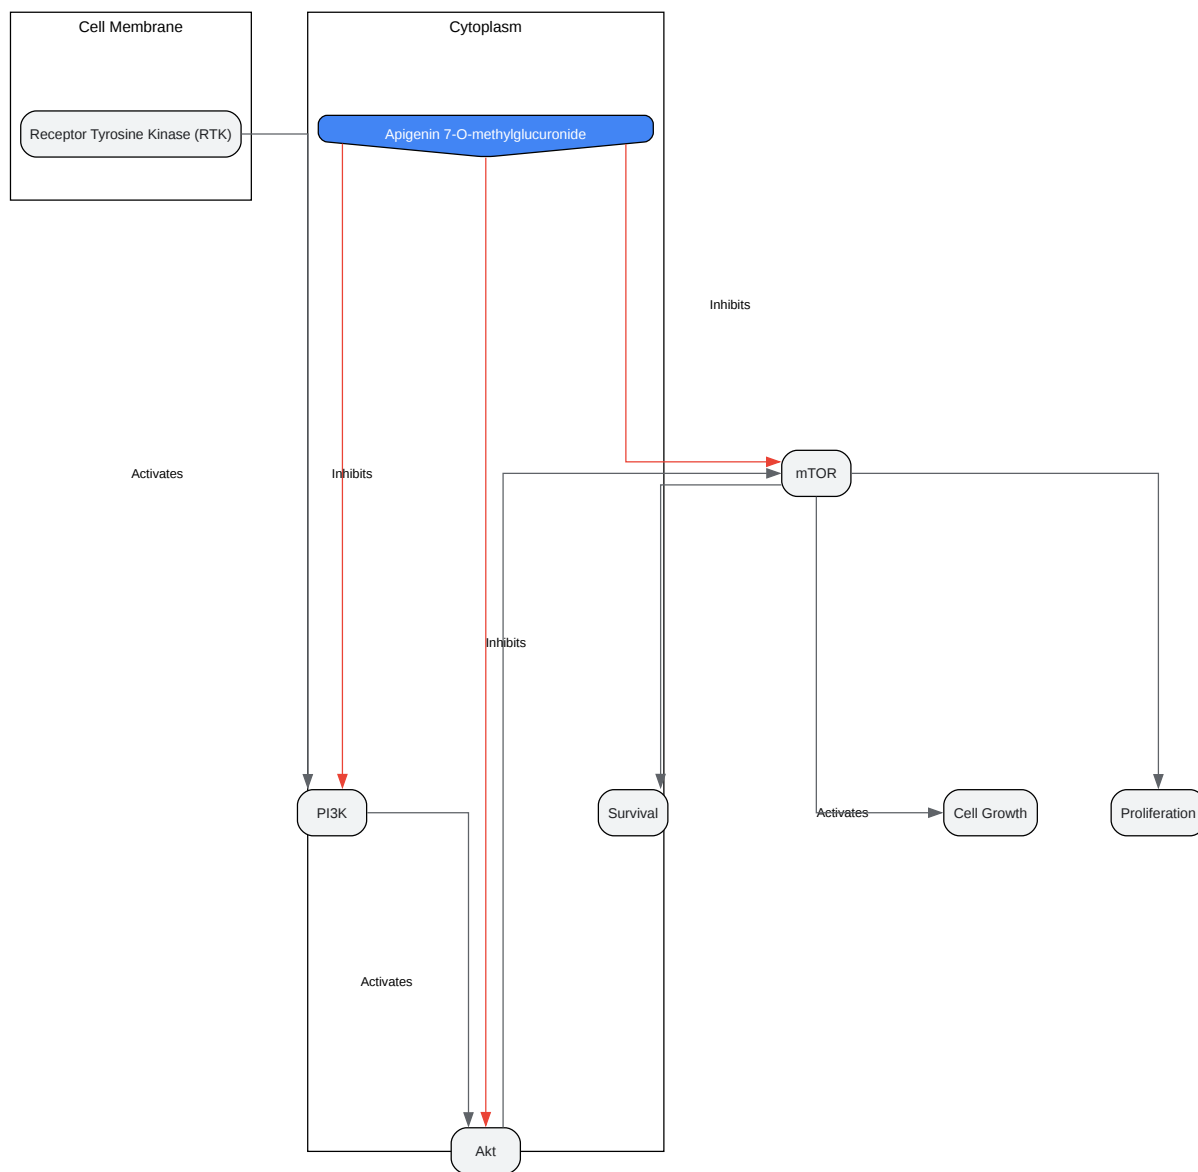 Cell Membrane
Cytoplasm
Receptor Tyrosine Kinase (RTK)
Apigenin 7-O-methylglucuronide
Inhibits
Activates
Inhibits
mTOR
Inhibits
PI3K
Survival
Activates
Cell Growth
Proliferation
Activates
Akt